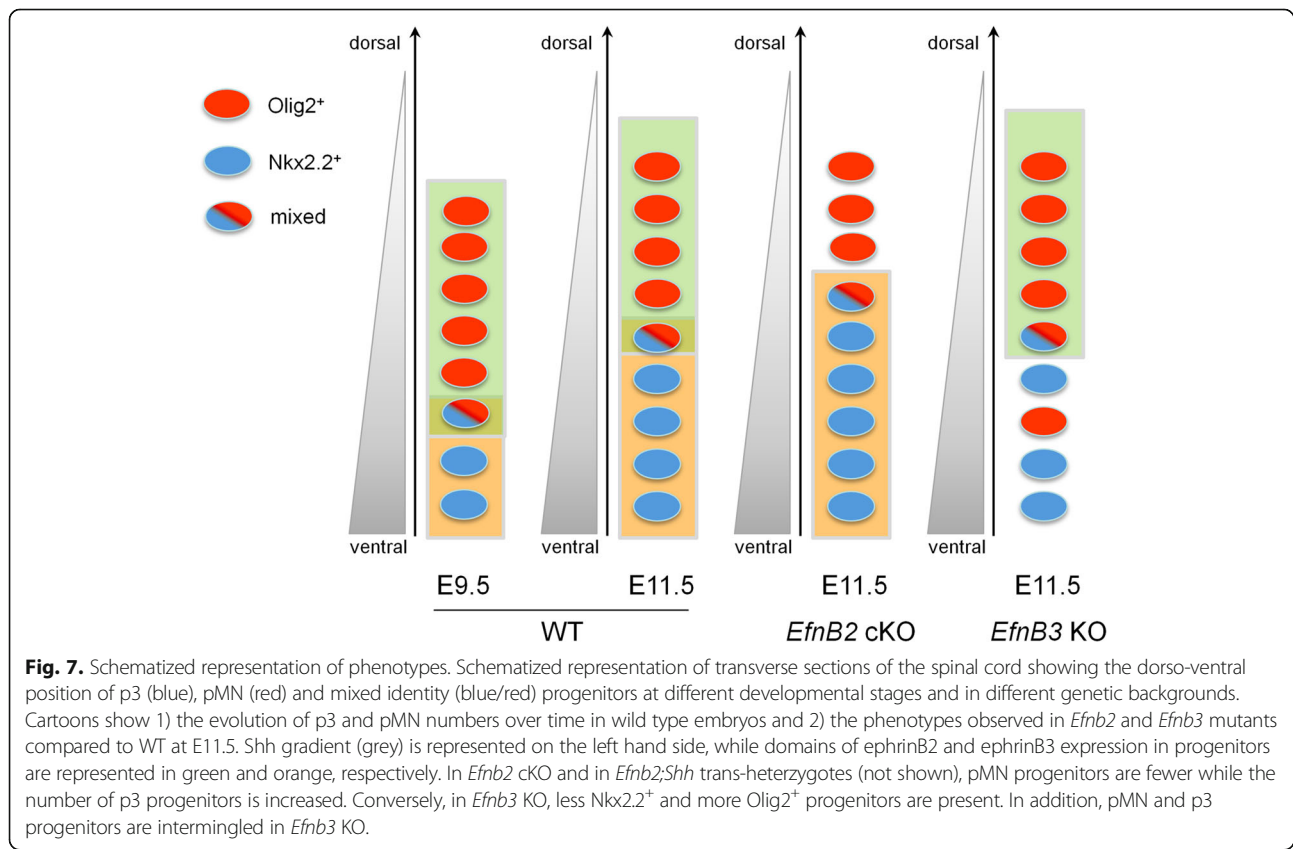 dorsal
dorsal
dorsal
dorsal
Olig2⁺
Nkx2.2⁺
mixed
ventral
ventral
ventral
ventral
E9.5
E11.5
E11.5
E11.5
WT
EfnB2 cKO
EfnB3 KO
Fig. 7. Schematized representation of phenotypes. Schematized representation of transverse sections of the spinal cord showing the dorso-ventral
position of p3 (blue), pMN (red) and mixed identity (blue/red) progenitors at different developmental stages and in different genetic backgrounds.
Cartoons show 1) the evolution of p3 and pMN numbers over time in wild type embryos and 2) the phenotypes observed in Efnb2 and Efnb3 mutants
compared to WT at E11.5. Shh gradient (grey) is represented on the left hand side, while domains of ephrinB2 and ephrinB3 expression in progenitors
are represented in green and orange, respectively. In Efnb2 cKO and in Efnb2;Shh trans-heterzygotes (not shown), pMN progenitors are fewer while the
number of p3 progenitors is increased. Conversely, in Efnb3 KO, less Nkx2.2⁺ and more Olig2⁺ progenitors are present. In addition, pMN and p3
progenitors are intermingled in Efnb3 KO.